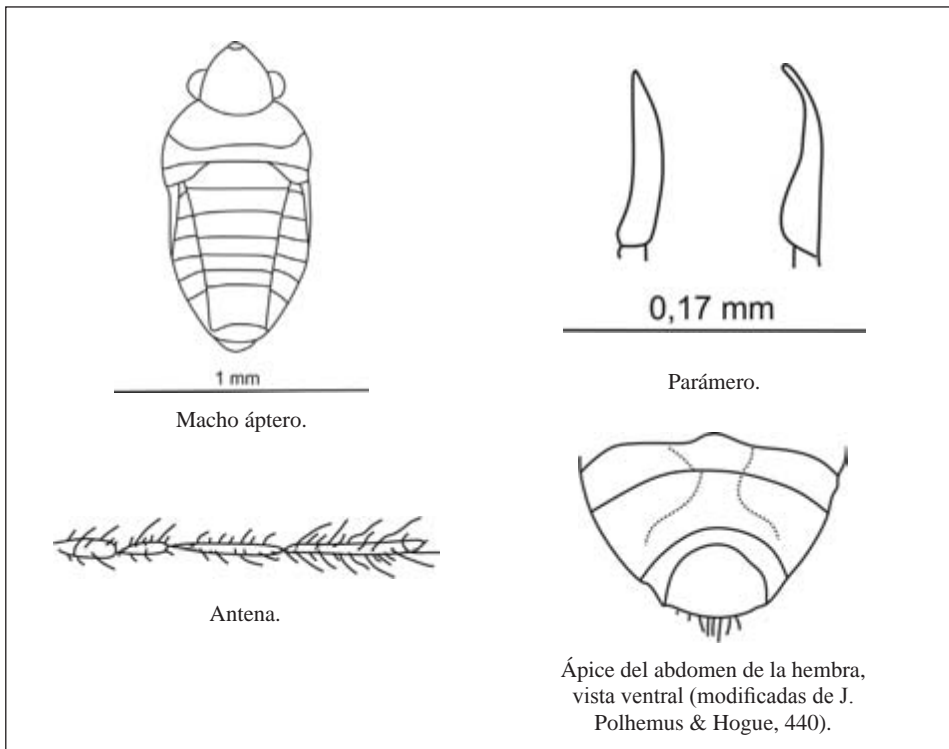 1 mm
Macho áptero.
0,17 mm
Parámero.
Antena.
Ápice del abdomen de la hembra,
vista ventral (modificadas de J.
Polhemus & Hogue, 440).